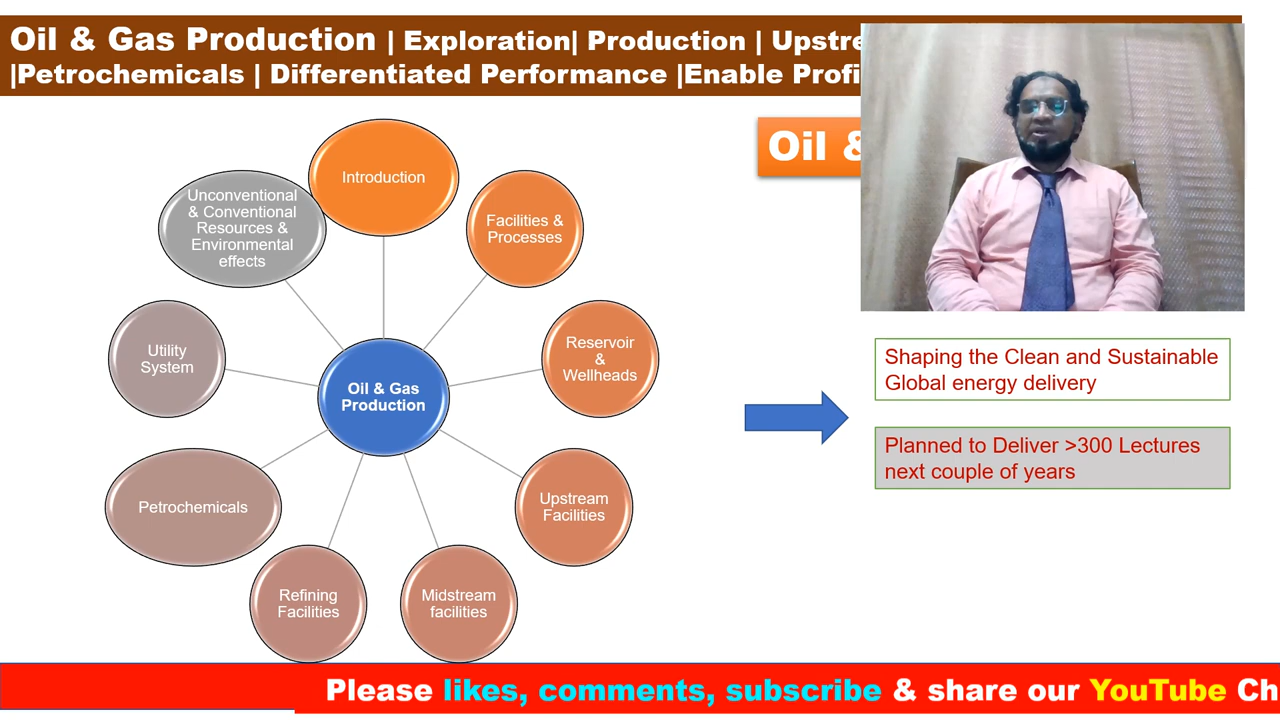 Oil & Gas Production | Exploration| Production | Upstre
|Petrochemicals | Differentiated Performance |Enable Profi
Oil &
Introduction
Facilities &
Processes
Reservoir
&
Wellheads
Upstream
Facilities
Midstream
facilities
Refining
Facilities
Petrochemicals
Utility
System
Unconventional
& Conventional
Resources &
Environmental
effects
Oil & Gas
Production
Shaping the Clean and Sustainable
Global energy delivery
Planned to Deliver >300 Lectures
next couple of years
Please likes, comments, subscribe & share our YouTube Ch